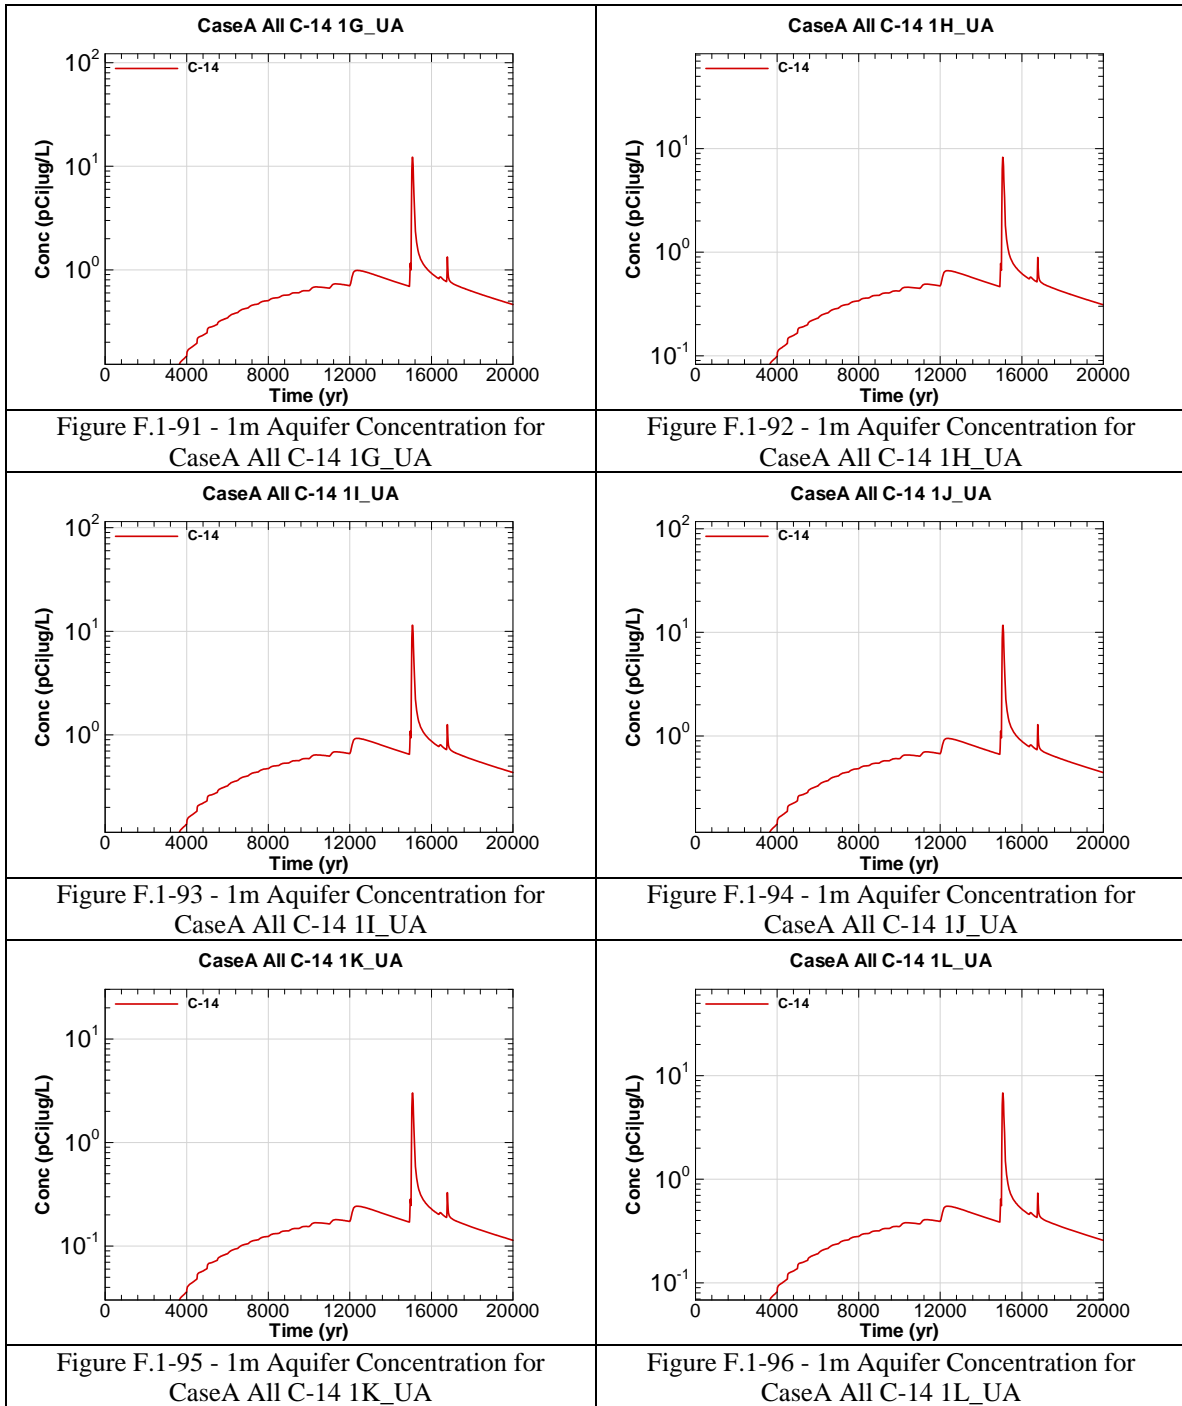 CaseA All C-14 1G_UA
C-14
10^2
10^1
10^0
Conc (pCi|ug/L)
0 4000 8000 12000 16000 20000
Time (yr)
Figure F.1-91 - 1m Aquifer Concentration for
CaseA All C-14 1G_UA
CaseA All C-14 1H_UA
C-14
10^1
10^0
10^-1
Conc (pCi|ug/L)
0 4000 8000 12000 16000 20000
Time (yr)
Figure F.1-92 - 1m Aquifer Concentration for
CaseA All C-14 1H_UA
CaseA All C-14 1I_UA
C-14
10^2
10^1
10^0
Conc (pCi|ug/L)
0 4000 8000 12000 16000 20000
Time (yr)
Figure F.1-93 - 1m Aquifer Concentration for
CaseA All C-14 1I_UA
CaseA All C-14 1J_UA
C-14
10^2
10^1
10^0
Conc (pCi|ug/L)
0 4000 8000 12000 16000 20000
Time (yr)
Figure F.1-94 - 1m Aquifer Concentration for
CaseA All C-14 1J_UA
CaseA All C-14 1K_UA
C-14
10^1
10^0
10^-1
Conc (pCi|ug/L)
0 4000 8000 12000 16000 20000
Time (yr)
Figure F.1-95 - 1m Aquifer Concentration for
CaseA All C-14 1K_UA
CaseA All C-14 1L_UA
C-14
10^1
10^0
10^-1
Conc (pCi|ug/L)
0 4000 8000 12000 16000 20000
Time (yr)
Figure F.1-96 - 1m Aquifer Concentration for
CaseA All C-14 1L_UA